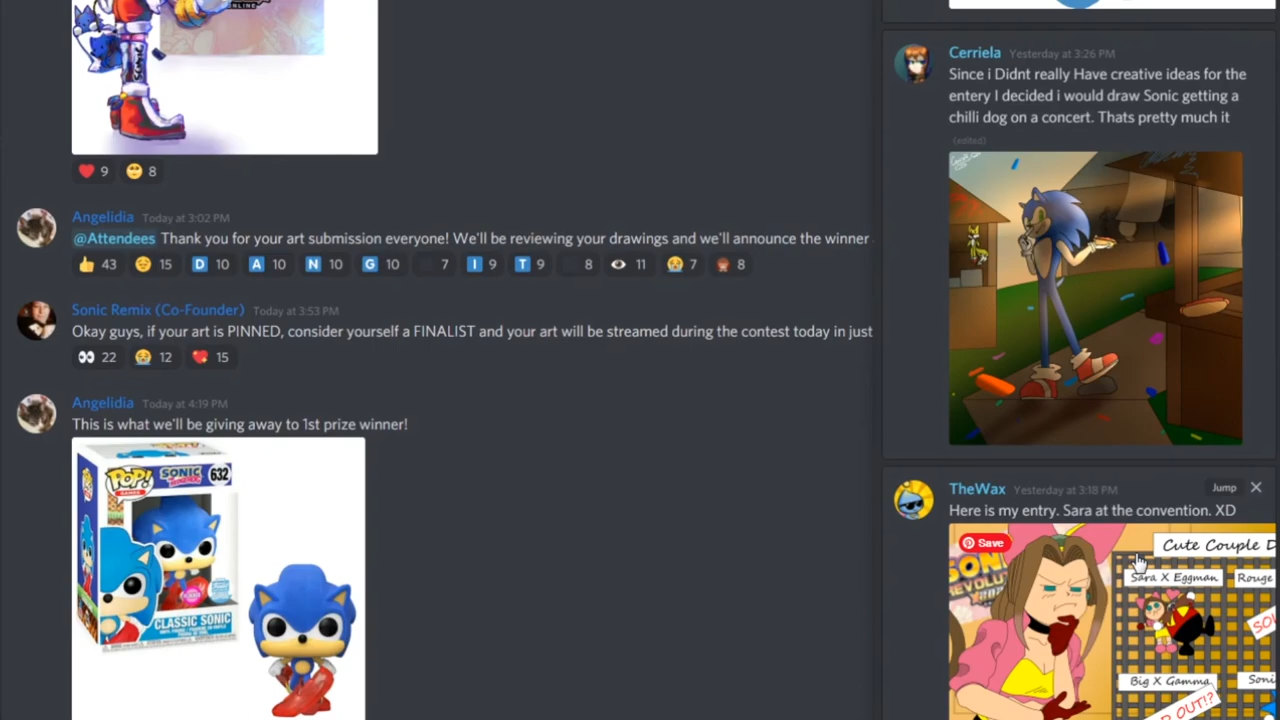 ONLINE
SONIC
9 8
Angelidia Today at 3:02 PM
@Attendees Thank you for your art submission everyone! We'll be reviewing your drawings and we'll announce the winner
43 15 D 10 A 10 N 10 G 10 7 I 9 T 9 8 11 7 8
Sonic Remix (Co-Founder) Today at 3:53 PM
Okay guys, if your art is PINNED, consider yourself a FINALIST and your art will be streamed during the contest today in just
22 12 15
Angelidia Today at 4:19 PM
This is what we'll be giving away to 1st prize winner!
POP! SONIC 632
GAMES
CLASSIC SONIC
Cerriela Yesterday at 3:26 PM
Since i Didnt really Have creative ideas for the
entery I decided i would draw Sonic getting a
chilli dog on a concert. Thats pretty much it
(edited)
TheWax Yesterday at 3:18 PM Jump
Here is my entry. Sara at the convention. XD
Save
Cute Couple D
Sara X Eggman Rouge
Big X Gamma Soni
OUT!?